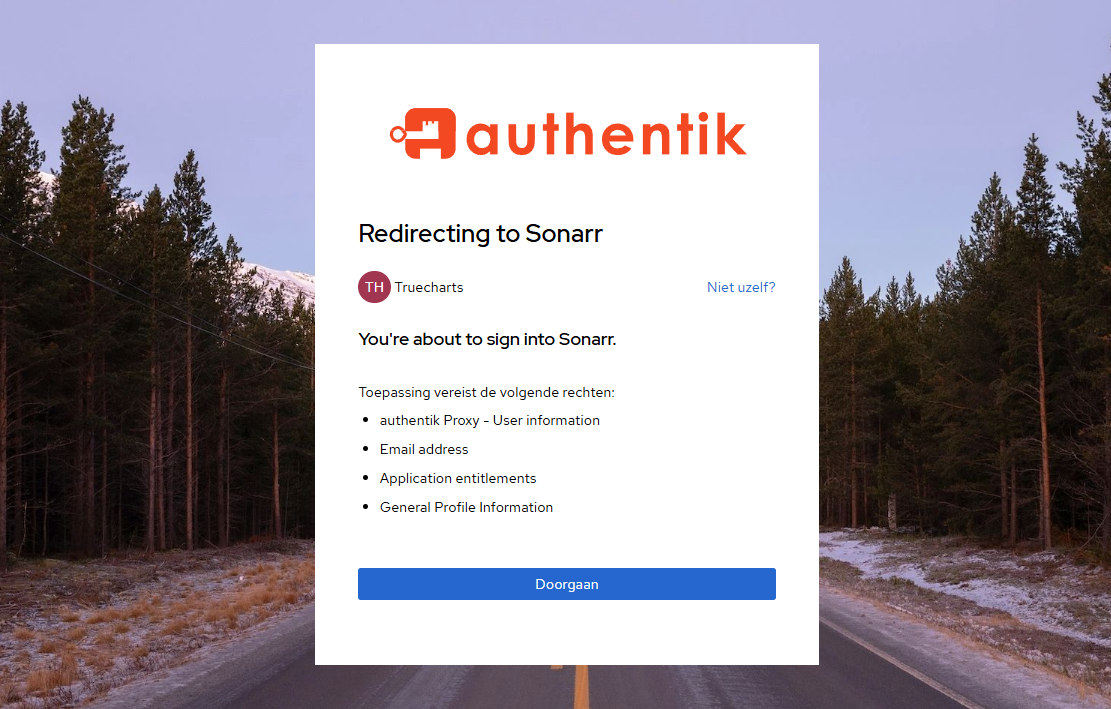 authentik
Redirecting to Sonarr
TH Truecharts Niet uzelf?
You're about to sign into Sonarr.
Toepassing vereist de volgende rechten:
authentik Proxy - User information
Email address
Application entitlements
General Profile Information
Doorgaan